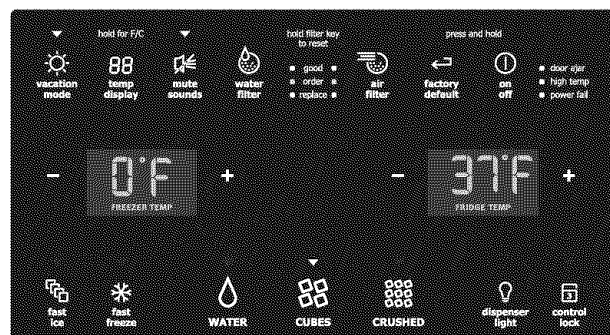 hold for F/C
hold filter key
to reset
press and hold
88
vacation
mode
temp
display
mute
sounds
water
filter
good
order
replace
air
filter
factory
default
on
off
door ajar
high temp
power fail
- 0°F +
FREEZER TEMP
- 37°F +
FRIDGE TEMP
fast
ice
fast
freeze
WATER
CUBES
CRUSHED
dispenser
light
3
control
lock